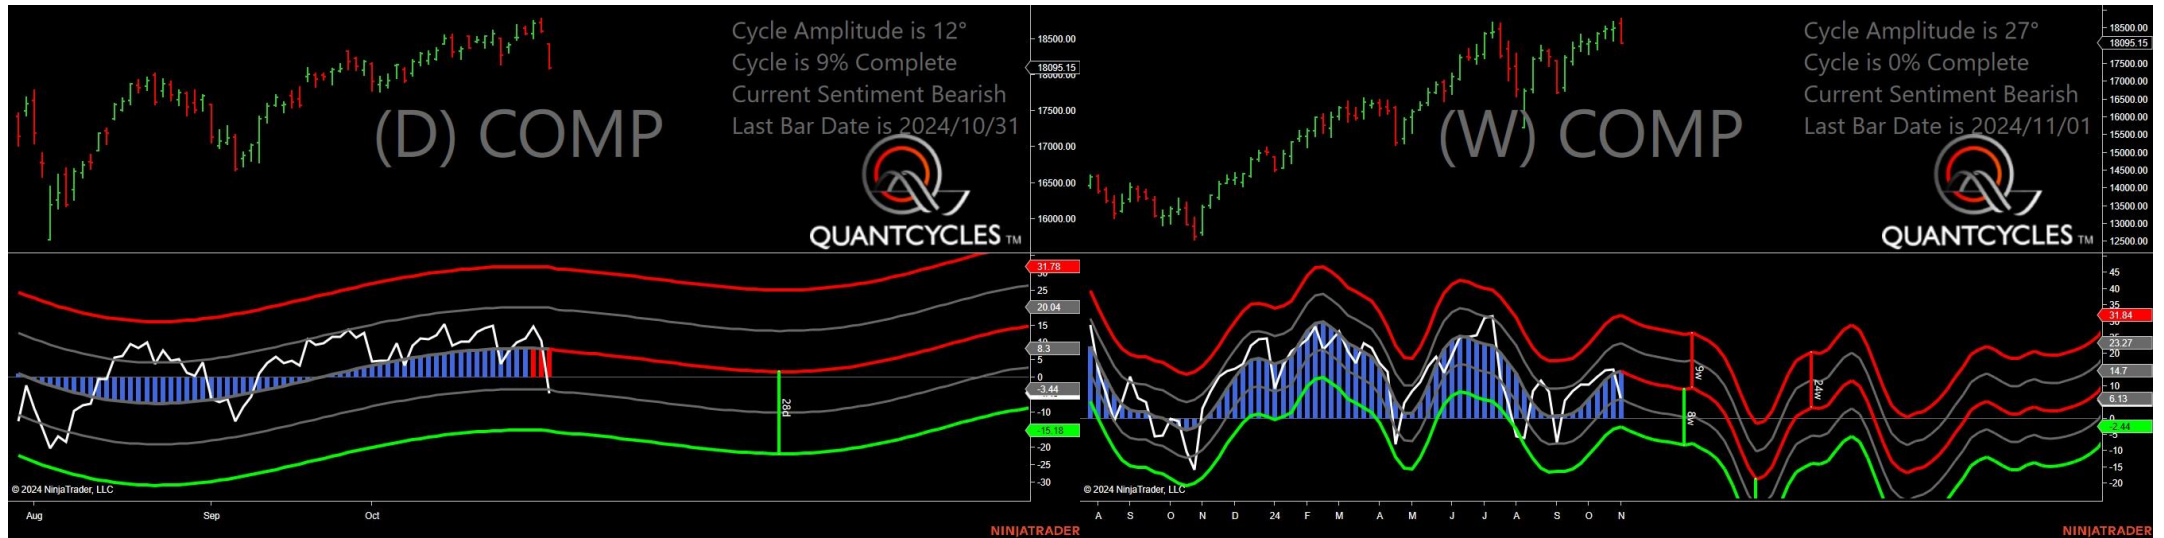 Cycle Amplitude is 12°
Cycle is 9% Complete
Current Sentiment Bearish
Last Bar Date is 2024/10/31
(D) COMP
QUANTCYCLES TM
18500.00
18095.15
18000.00
17500.00
17000.00
16500.00
16000.00
31.78
30
25
20.04
15
10
8.3
5
0
-3.44
-10
-15.18
-20
-25
-30
28d
© 2024 NinjaTrader, LLC
Aug Sep Oct
NINJATRADER
Cycle Amplitude is 27°
Cycle is 0% Complete
Current Sentiment Bearish
Last Bar Date is 2024/11/01
(W) COMP
QUANTCYCLES TM
18500.00
18095.15
17500.00
17000.00
16500.00
16000.00
15500.00
15000.00
14500.00
14000.00
13500.00
13000.00
12500.00
45
40
35
31.84
30
23.27
20
14.7
10
6.13
0
-2.44
-5
-10
-15
-20
9w
8w
24w
© 2024 NinjaTrader, LLC
A S O N D 24 F M A M J J A S O N
NINJATRADER